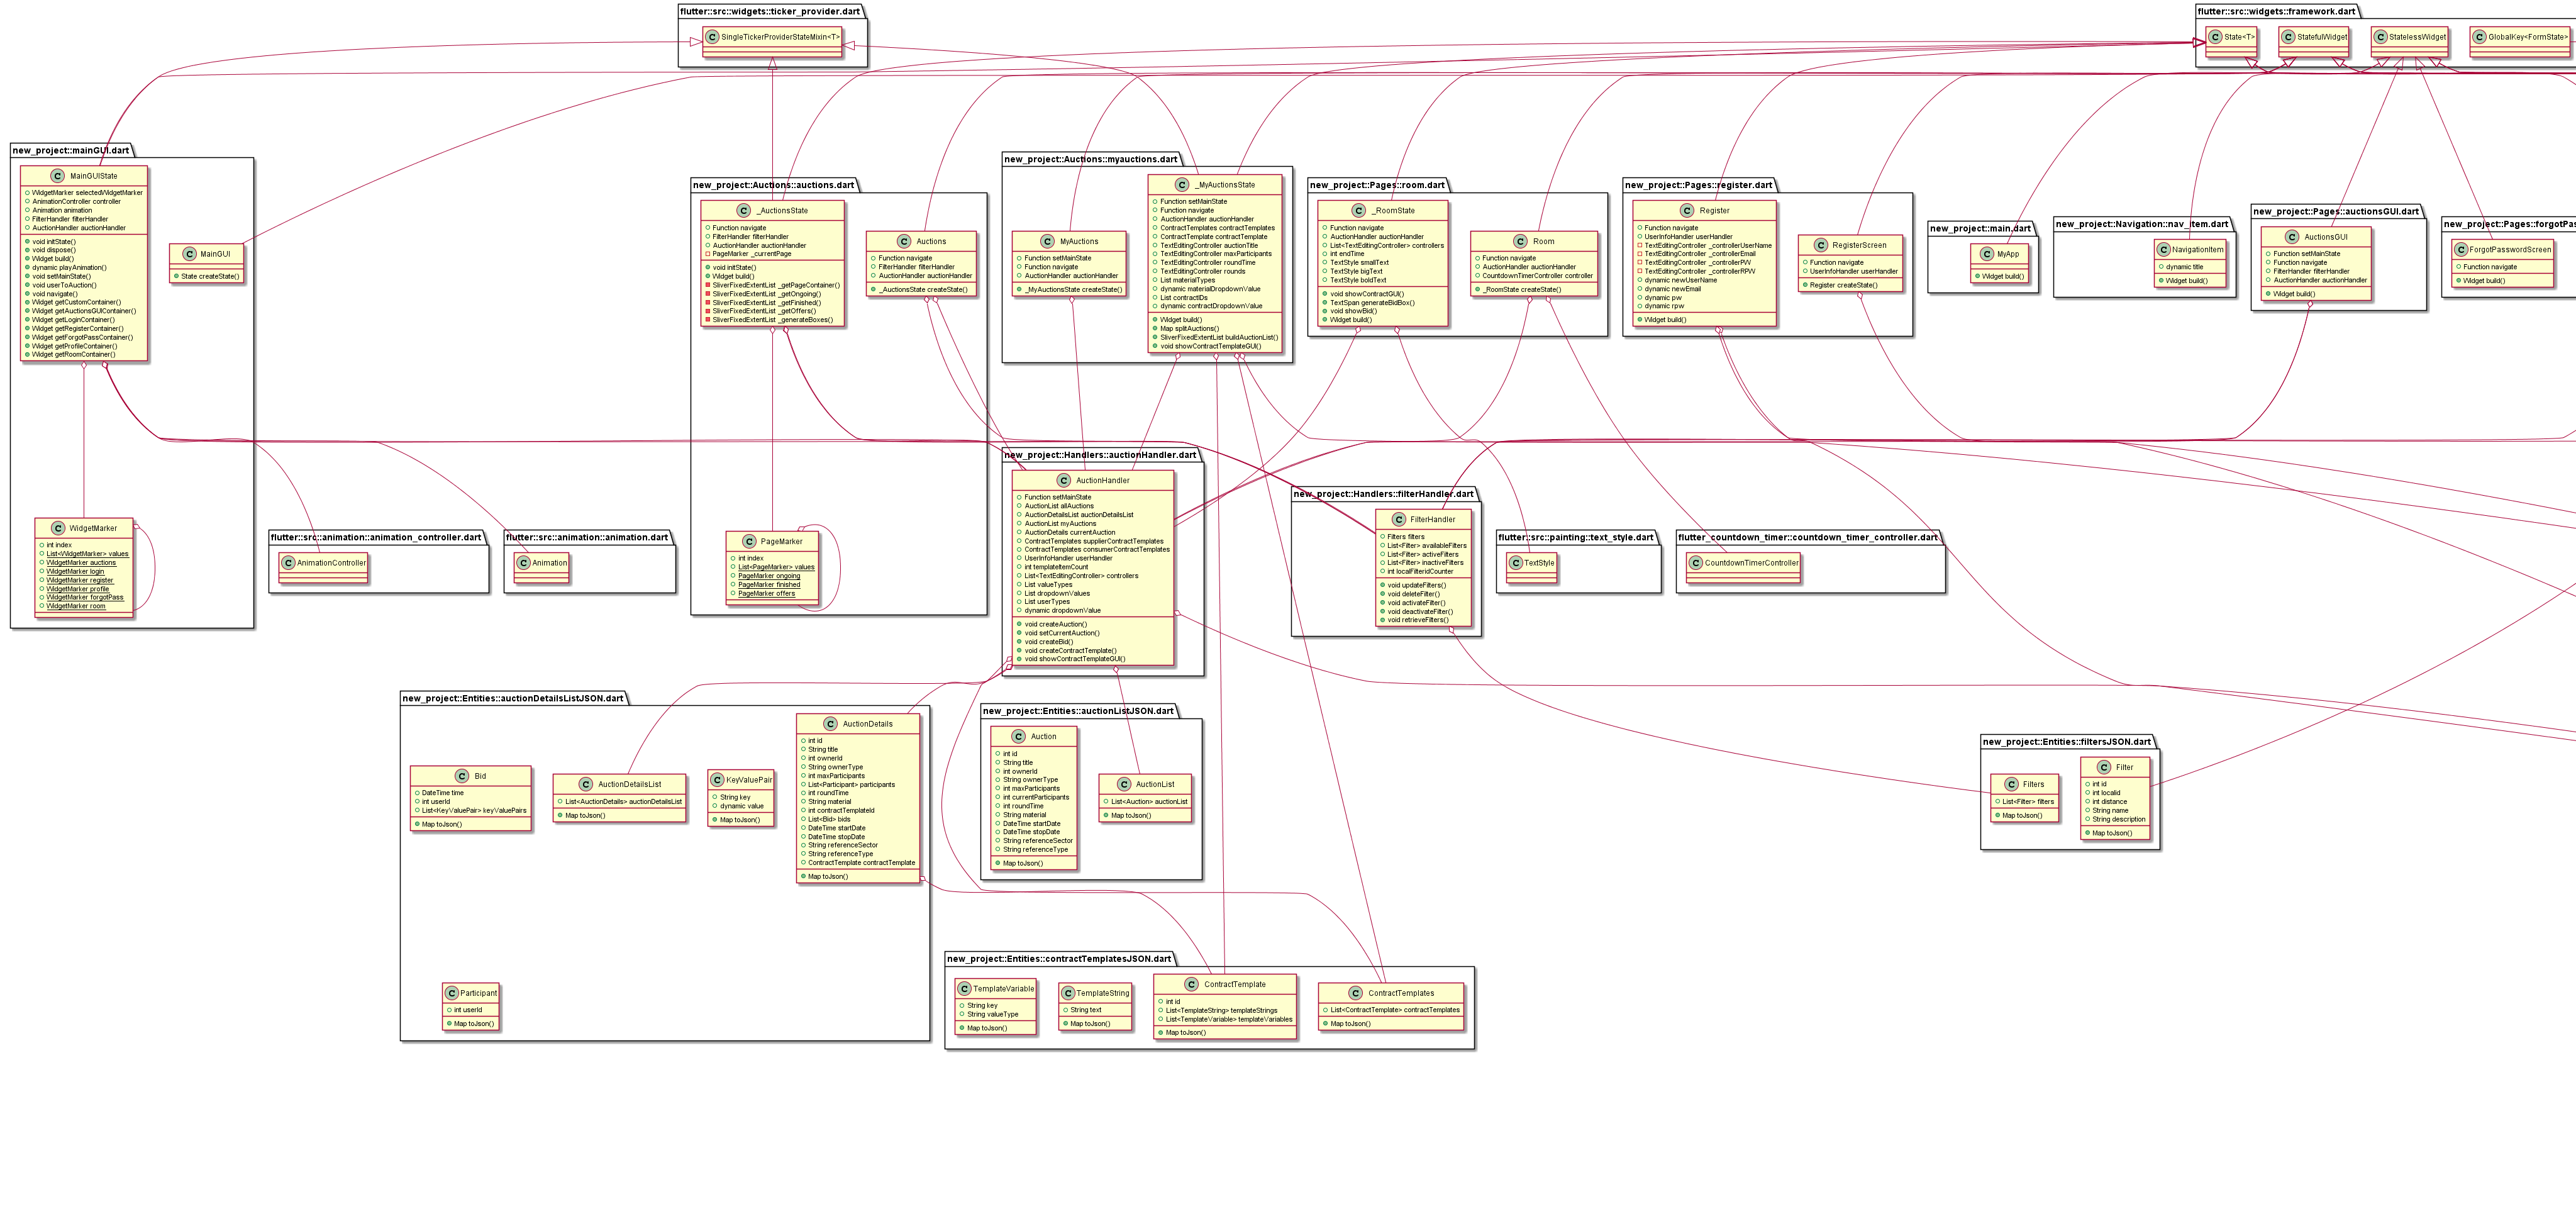 flutter::src::widgets::ticker_provider.dart
C SingleTickerProviderStateMixin<T>
flutter::src::widgets::framework.dart
C State<T>
C StatefulWidget
C StatelessWidget
C GlobalKey<FormState>
new_project::mainGUI.dart
C MainGUIState
WidgetMarker selectedWidgetMarker
AnimationController controller
Animation animation
FilterHandler filterHandler
AuctionHandler auctionHandler
void initState()
void dispose()
Widget build()
dynamic playAnimation()
void setMainState()
void userToAuction()
void navigate()
Widget getCustomContainer()
Widget getAuctionsGUIContainer()
Widget getLoginContainer()
Widget getRegisterContainer()
Widget getForgotPassContainer()
Widget getProfileContainer()
Widget getRoomContainer()
C MainGUI
State createState()
C WidgetMarker
int index
List<WidgetMarker> values
WidgetMarker auctions
WidgetMarker login
WidgetMarker register
WidgetMarker profile
WidgetMarker forgotPass
WidgetMarker room
flutter::src::animation::animation_controller.dart
C AnimationController
flutter::src::animation::animation.dart
C Animation
new_project::Auctions::auctions.dart
C _AuctionsState
Function navigate
FilterHandler filterHandler
AuctionHandler auctionHandler
PageMarker _currentPage
void initState()
Widget build()
SliverFixedExtentList _getPageContainer()
SliverFixedExtentList _getOngoing()
SliverFixedExtentList _getFinished()
SliverFixedExtentList _getOffers()
SliverFixedExtentList _generateBoxes()
C Auctions
Function navigate
FilterHandler filterHandler
AuctionHandler auctionHandler
_AuctionsState createState()
C PageMarker
int index
List<PageMarker> values
PageMarker ongoing
PageMarker finished
PageMarker offers
new_project::Auctions::myauctions.dart
C MyAuctions
Function setMainState
Function navigate
AuctionHandler auctionHandler
_MyAuctionsState createState()
C _MyAuctionsState
Function setMainState
Function navigate
AuctionHandler auctionHandler
ContractTemplates contractTemplates
ContractTemplate contractTemplate
TextEditingController auctionTitle
TextEditingController maxParticipants
TextEditingController roundTime
TextEditingController rounds
List materialTypes
dynamic materialDropdownValue
List contractIDs
dynamic contractDropdownValue
Widget build()
Map splitAuctions()
SliverFixedExtentList buildAuctionList()
void showContractTemplateGUI()
new_project::Pages::room.dart
C _RoomState
Function navigate
AuctionHandler auctionHandler
List<TextEditingController> controllers
int endTime
TextStyle smallText
TextStyle bigText
TextStyle boldText
void showContractGUI()
TextSpan generateBidBox()
void showBid()
Widget build()
C Room
Function navigate
AuctionHandler auctionHandler
CountdownTimerController controller
_RoomState createState()
new_project::Pages::register.dart
C Register
Function navigate
UserInfoHandler userHandler
TextEditingController _controllerUserName
TextEditingController _controllerEmail
TextEditingController _controllerPW
TextEditingController _controllerRPW
dynamic newUserName
dynamic newEmail
dynamic pw
dynamic rpw
Widget build()
C RegisterScreen
Function navigate
UserInfoHandler userHandler
Register createState()
new_project::main.dart
C MyApp
Widget build()
new_project::Navigation::nav_item.dart
C NavigationItem
dynamic title
Widget build()
new_project::Pages::auctionsGUI.dart
C AuctionsGUI
Function setMainState
Function navigate
FilterHandler filterHandler
AuctionHandler auctionHandler
Widget build()
new_project::Pages::forgotPas
C ForgotPasswordScreen
Function navigate
Widget build()
new_project::Handlers::auctionHandler.dart
C AuctionHandler
Function setMainState
AuctionList allAuctions
AuctionDetailsList auctionDetailsList
AuctionList myAuctions
AuctionDetails currentAuction
ContractTemplates supplierContractTemplates
ContractTemplates consumerContractTemplates
UserInfoHandler userHandler
int templateItemCount
List<TextEditingController> controllers
List valueTypes
List dropdownValues
List userTypes
dynamic dropdownValue
void createAuction()
void setCurrentAuction()
void createBid()
void createContractTemplate()
void showContractTemplateGUI()
new_project::Handlers::filterHandler.dart
C FilterHandler
Filters filters
List<Filter> availableFilters
List<Filter> activeFilters
List<Filter> inactiveFilters
int localFilteridCounter
void updateFilters()
void deleteFilter()
void activateFilter()
void deactivateFilter()
void retrieveFilters()
flutter::src::painting::text_style.dart
C TextStyle
flutter_countdown_timer::countdown_timer_controller.dart
C CountdownTimerController
new_project::Entities::auctionDetailsListJSON.dart
C Bid
DateTime time
int userId
List<KeyValuePair> keyValuePairs
Map toJson()
C AuctionDetailsList
List<AuctionDetails> auctionDetailsList
Map toJson()
C KeyValuePair
String key
dynamic value
Map toJson()
C AuctionDetails
int id
String title
int ownerId
String ownerType
int maxParticipants
List<Participant> participants
int roundTime
String material
int contractTemplateId
List<Bid> bids
DateTime startDate
DateTime stopDate
String referenceSector
String referenceType
ContractTemplate contractTemplate
Map toJson()
C Participant
int userId
Map toJson()
new_project::Entities::auctionListJSON.dart
C Auction
int id
String title
int ownerId
String ownerType
int maxParticipants
int currentParticipants
int roundTime
String material
DateTime startDate
DateTime stopDate
String referenceSector
String referenceType
Map toJson()
C AuctionList
List<Auction> auctionList
Map toJson()
new_project::Entities::filtersJSON.dart
C Filters
List<Filter> filters
Map toJson()
C Filter
int id
int localid
int distance
String name
String description
Map toJson()
new_project::Entities::contractTemplatesJSON.dart
C TemplateVariable
String key
String valueType
Map toJson()
C TemplateString
String text
Map toJson()
C ContractTemplate
int id
List<TemplateString> templateStrings
List<TemplateVariable> templateVariables
Map toJson()
C ContractTemplates
List<ContractTemplate> contractTemplates
Map toJson()